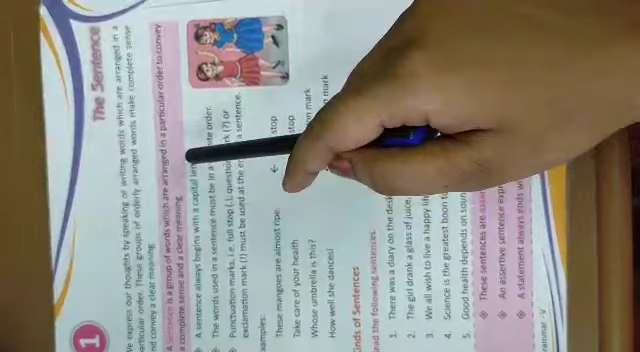 1
The Sentence
We express our thoughts by speaking of writing words which are arranged in a
particular order. These groups of orderly arranged words make complete sense
and convey a clear meaning.
A sentence is a group of words which are arranged in a particular order to convey
a complete sense and a clear meaning.
A sentence always begins with a capital
The words used in a sentence must be in a
order.
Punctuation marks, i.e. full stop (.), question
(?) or
exclamation mark (!) must be used at the
a sentence.
These mangoes are almost ripe.
← stop
Take care of your health
stop
Whose umbrella is this?
mark
How well she dances!
mark
Kinds of Sentences
Read the following sentences.
1. There was a diary on the
2. The girl drank a glass of juice.
3. We all wish to live a happy
4. Science is the greatest boon
5. Good health depends on
These sentences are
An assertive sentence
A statement always ends
-V